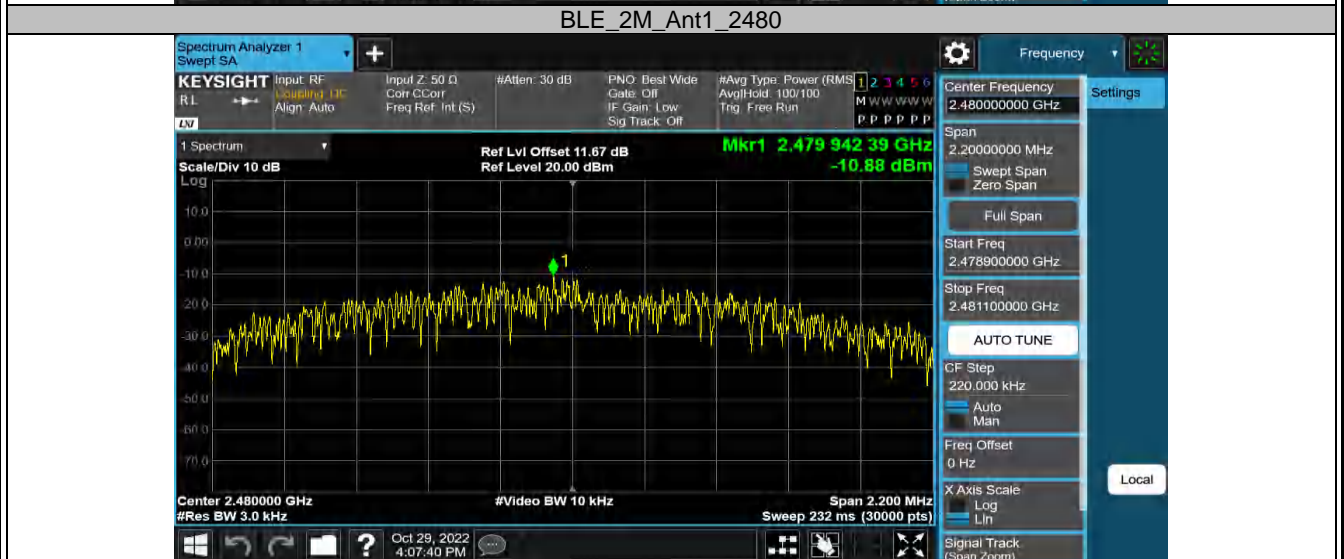 BLE_2M_Ant1_2480
Spectrum Analyzer 1
Swept SA
Frequency
KEYSIGHT
RL
LXI
Input: RF
Coupling: DC
Align: Auto
Input Z: 50 Ω
Corr CCorr
Freq Ref: Int (S)
#Atten: 30 dB
PNO: Best Wide
Gate: Off
IF Gain: Low
Sig Track: Off
#Avg Type: Power (RMS
Avg|Hold: 100/100
Trig: Free Run
1 2 3 4 5 6
M W W W W W
P P P P P P
1 Spectrum
Scale/Div 10 dB
Log
Ref Lvl Offset 11.67 dB
Ref Level 20.00 dBm
Mkr1 2.479 942 39 GHz
-10.88 dBm
10.0
0.00
-10.0
-20.0
-30.0
-40.0
-50.0
-60.0
-70.0
1
Center 2.480000 GHz
#Res BW 3.0 kHz
#Video BW 10 kHz
Span 2.200 MHz
Sweep 232 ms (30000 pts)
Oct 29, 2022
4:07:40 PM
Center Frequency
2.480000000 GHz
Span
2.20000000 MHz
Swept Span
Zero Span
Full Span
Start Freq
2.478900000 GHz
Stop Freq
2.481100000 GHz
AUTO TUNE
CF Step
220.000 kHz
Auto
Man
Freq Offset
0 Hz
X Axis Scale
Log
Lin
Signal Track
(Span Zoom)
Settings
Local